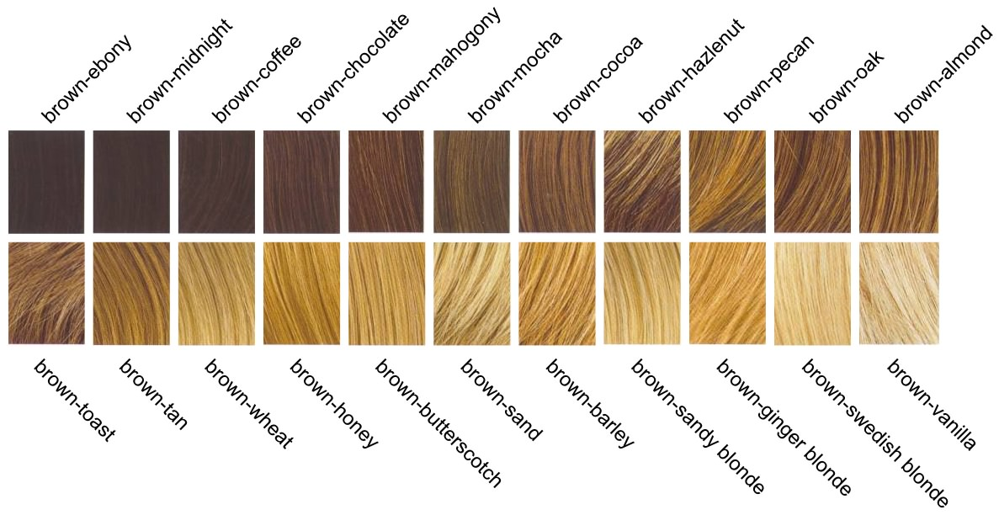 brown-ebony
brown-midnight
brown-coffee
brown-chocolate
brown-mahogony
brown-mocha
brown-cocoa
brown-hazlenut
brown-pecan
brown-oak
brown-almond
brown-toast
brown-tan
brown-wheat
brown-honey
brown-butterscotch
brown-sand
brown-barley
brown-sandy blonde
brown-ginger blonde
brown-swedish blonde
brown-vanilla